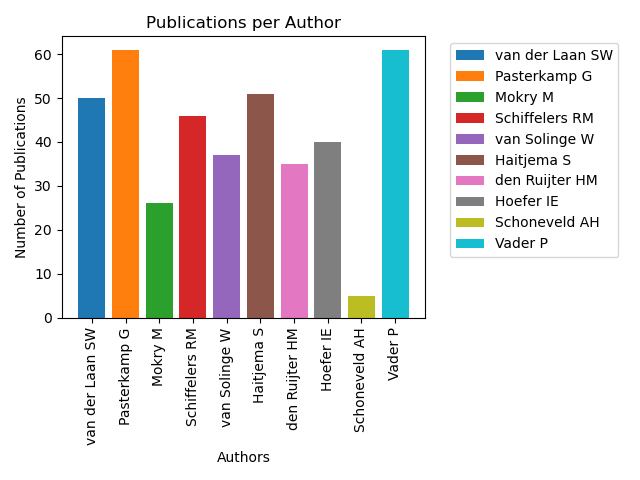 Publications per Author
Number of Publications
60
50
40
30
20
10
0
van der Laan SW
Pasterkamp G
Mokry M
Schiffelers RM
van Solinge W
Haitjema S
den Ruijter HM
Hoefer IE
Schoneveld AH
Vader P
Authors
van der Laan SW
Pasterkamp G
Mokry M
Schiffelers RM
van Solinge W
Haitjema S
den Ruijter HM
Hoefer IE
Schoneveld AH
Vader P